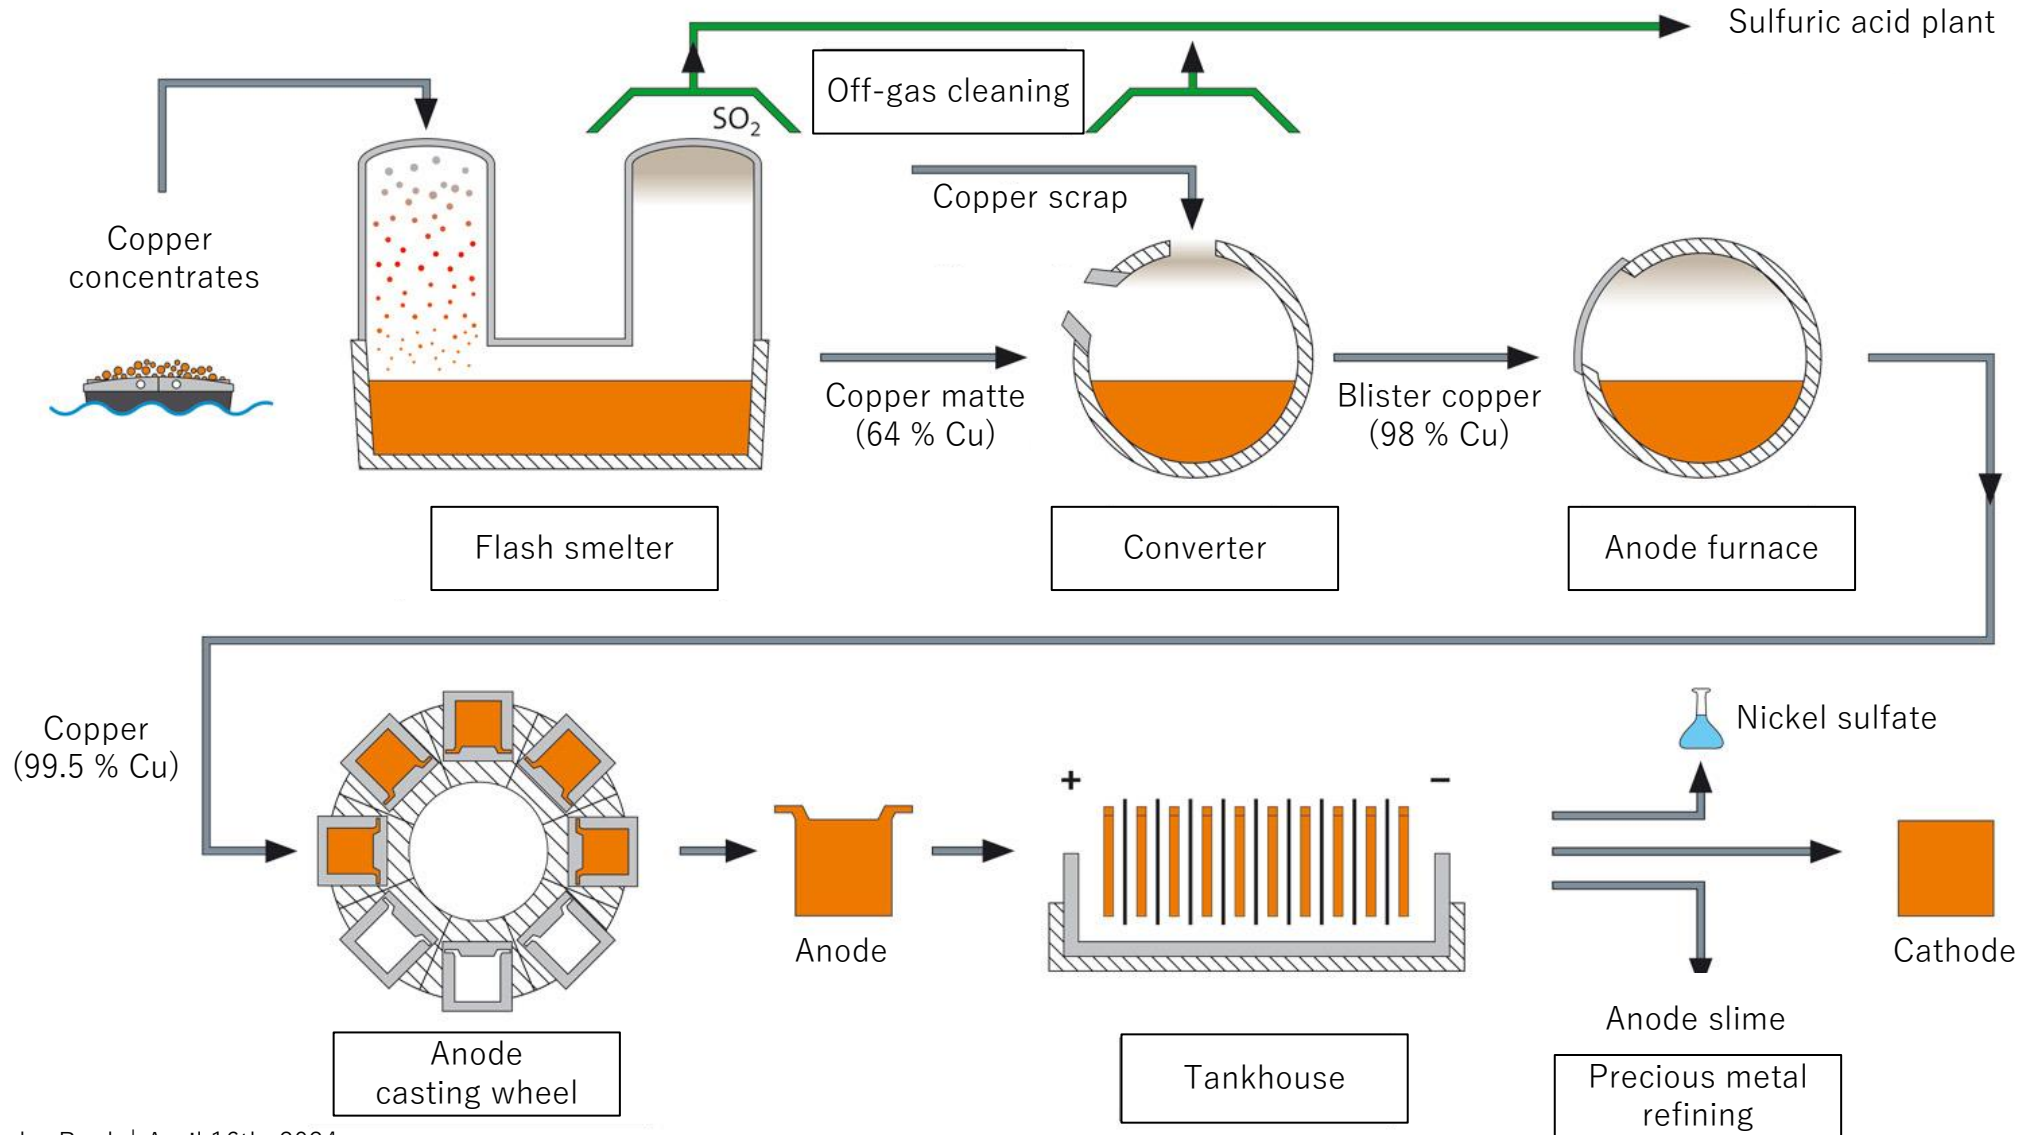 Sulfuric acid plant
Off-gas cleaning
SO₂
Copper scrap
Copper
concentrates
Copper matte
(64 % Cu)
Blister copper
(98 % Cu)
Flash smelter
Converter
Anode furnace
Copper
(99.5 % Cu)
Nickel sulfate
+
−
Anode
Cathode
Anode slime
Anode
casting wheel
Tankhouse
Precious metal
refining